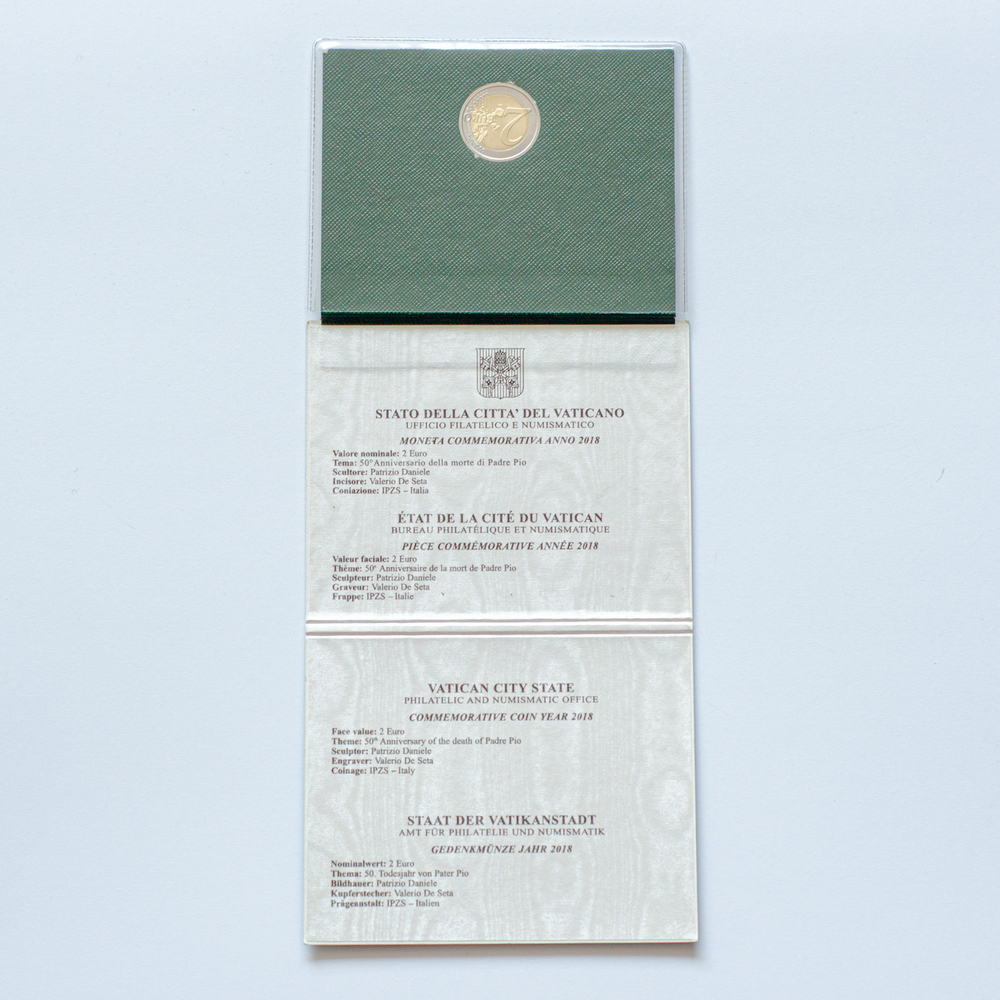 2 EURO
STATO DELLA CITTA' DEL VATICANO
UFFICIO FILATELICO E NUMISMATICO
MONETA COMMEMORATIVA ANNO 2018
Valore nominale: 2 Euro
Tema: 50° Anniversario della morte di Padre Pio
Scultore: Patrizio Daniele
Incisore: Valerio De Seta
Coniazione: IPZS – Italia
ÉTAT DE LA CITÉ DU VATICAN
BUREAU PHILATÉLIQUE ET NUMISMATIQUE
PIÈCE COMMÉMORATIVE ANNÉE 2018
Valeur faciale: 2 Euro
Thème: 50e Anniversaire de la mort de Padre Pio
Sculpteur: Patrizio Daniele
Graveur: Valerio De Seta
Frappe: IPZS – Italie
VATICAN CITY STATE
PHILATELIC AND NUMISMATIC OFFICE
COMMEMORATIVE COIN YEAR 2018
Face value: 2 Euro
Theme: 50th Anniversary of the death of Padre Pio
Sculptor: Patrizio Daniele
Engraver: Valerio De Seta
Coinage: IPZS – Italy
STAAT DER VATIKANSTADT
AMT FÜR PHILATELIE UND NUMISMATIK
GEDENKMÜNZE JAHR 2018
Nominalwert: 2 Euro
Thema: 50. Todesjahr von Pater Pio
Bildhauer: Patrizio Daniele
Kupferstecher: Valerio De Seta
Prägeanstalt: IPZS – Italien